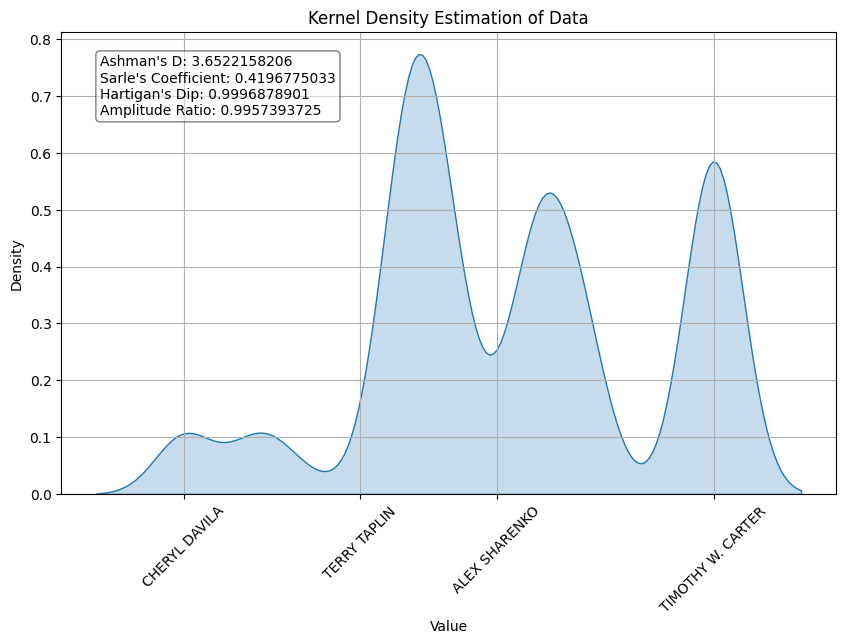 Kernel Density Estimation of Data
0.8
0.7
0.6
0.5
0.4
0.3
0.2
0.1
0.0
Density
Ashman's D: 3.6522158206
Sarle's Coefficient: 0.4196775033
Hartigan's Dip: 0.9996878901
Amplitude Ratio: 0.9957393725
CHERYL DAVILA
TERRY TAPLIN
ALEX SHARENKO
TIMOTHY W. CARTER
Value